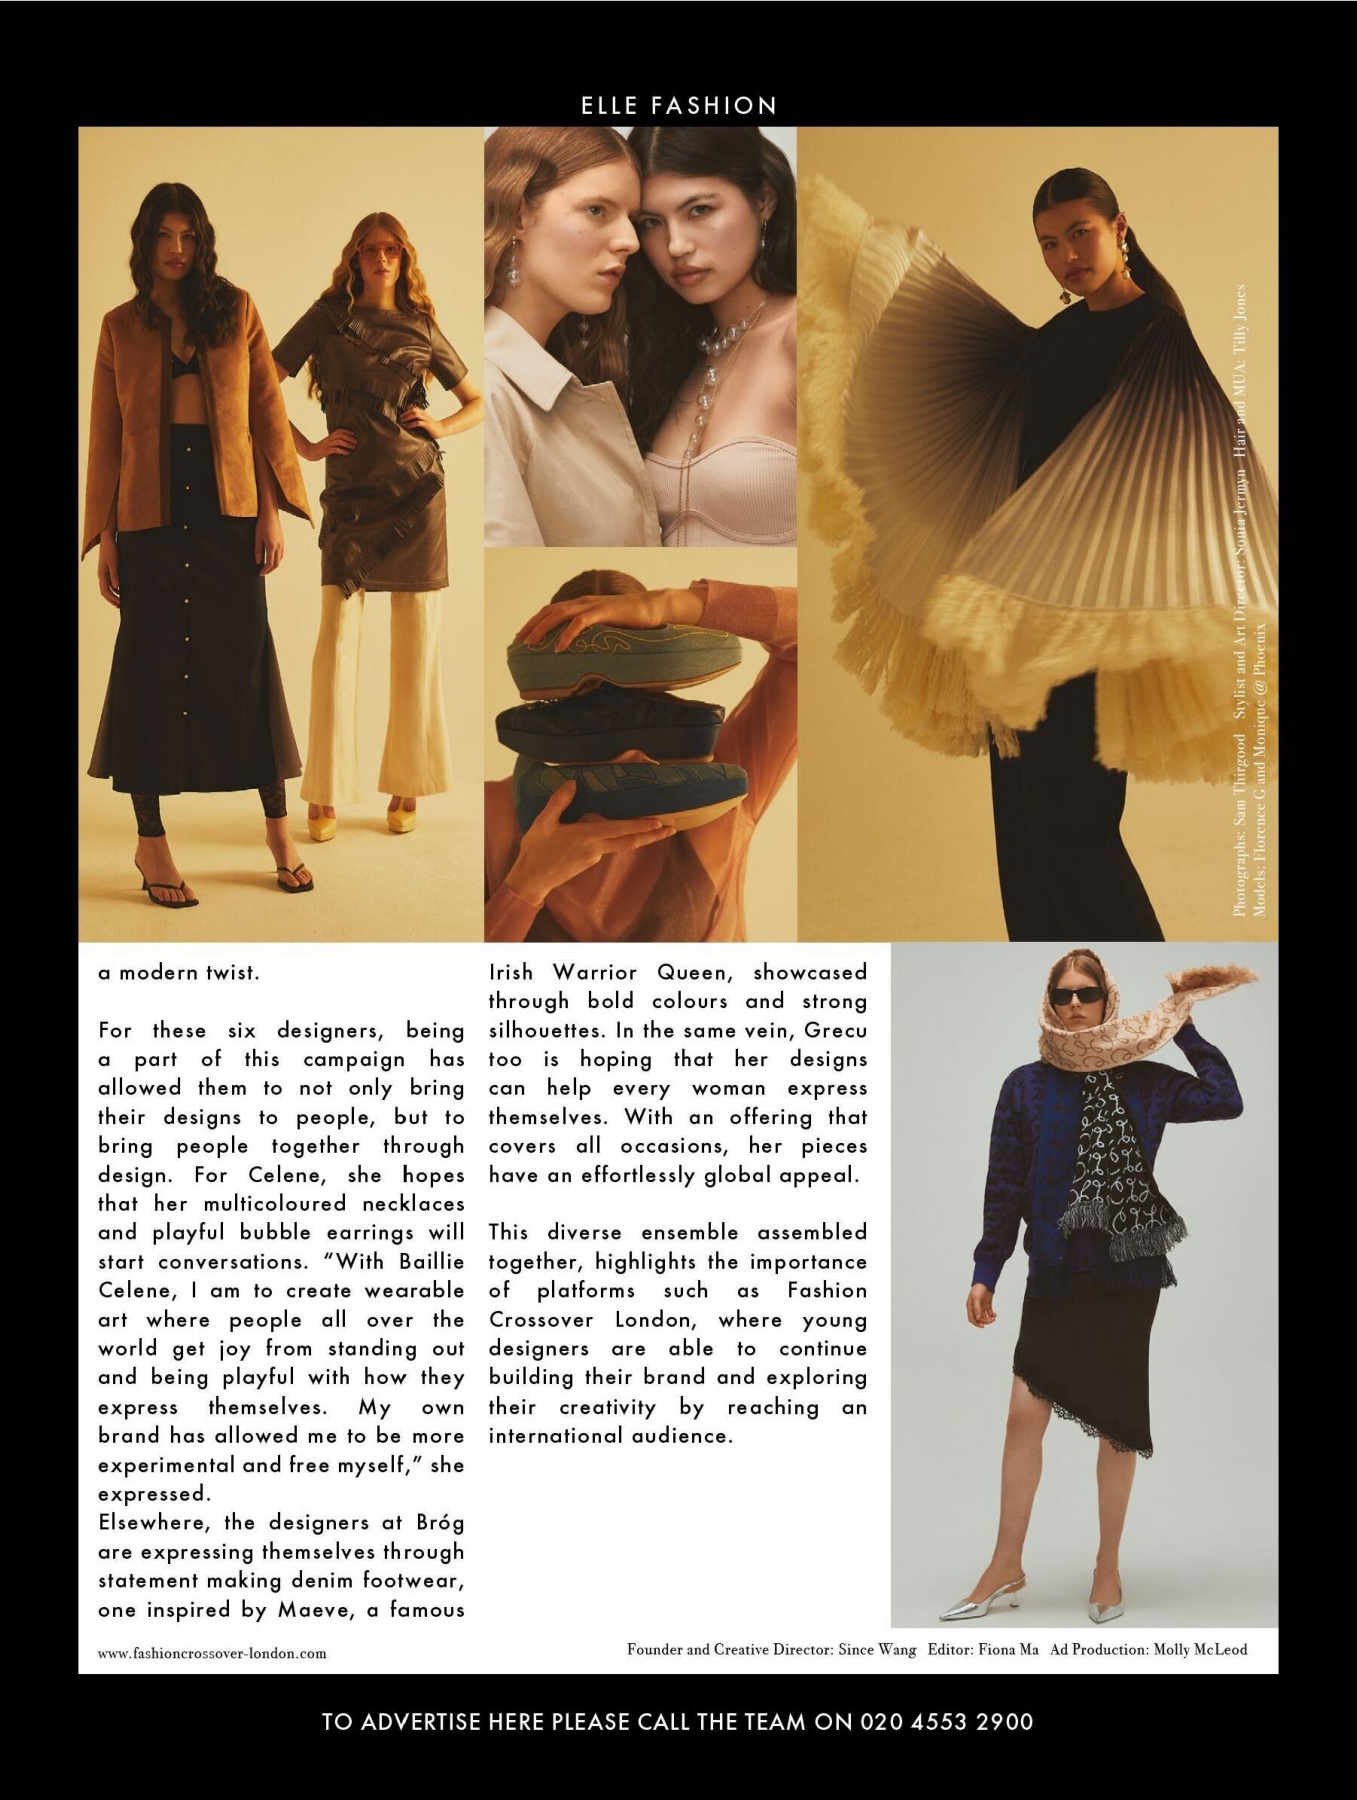 ELLE FASHION
Photographs: Sam Thirgood Stylist and Art Director: Sonia Jermyn Hair and MUA: Tilly Jones
Models: Florence G and Monique @ Phoenix
a modern twist.
For these six designers, being
a part of this campaign has
allowed them to not only bring
their designs to people, but to
bring people together through
design. For Celene, she hopes
that her multicoloured necklaces
and playful bubble earrings will
start conversations. “With Baillie
Celene, I am to create wearable
art where people all over the
world get joy from standing out
and being playful with how they
express themselves. My own
brand has allowed me to be more
experimental and free myself,” she
expressed.
Elsewhere, the designers at Bróg
are expressing themselves through
statement making denim footwear,
one inspired by Maeve, a famous
Irish Warrior Queen, showcased
through bold colours and strong
silhouettes. In the same vein, Grecu
too is hoping that her designs
can help every woman express
themselves. With an offering that
covers all occasions, her pieces
have an effortlessly global appeal.
This diverse ensemble assembled
together, highlights the importance
of platforms such as Fashion
Crossover London, where young
designers are able to continue
building their brand and exploring
their creativity by reaching an
international audience.
www.fashioncrossover-london.com
Founder and Creative Director: Since Wang Editor: Fiona Ma Ad Production: Molly McLeod
TO ADVERTISE HERE PLEASE CALL THE TEAM ON 020 4553 2900